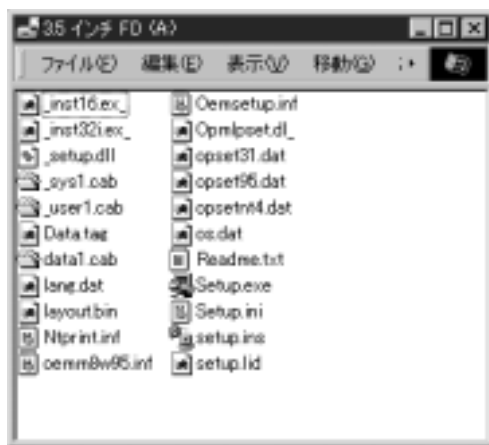 3.5 インチ FD (A:)
ファイル(F) 編集(E) 表示(V) 移動(G)
_inst16.ex_
_inst32i.ex_
_setup.dll
_sys1.cab
_user1.cab
Data.tag
data1.cab
lang.dat
layout.bin
Ntprint.inf
oemm8w95.inf
Oemsetup.inf
Opmlpset.dl_
opset31.dat
opset95.dat
opsetnt4.dat
os.dat
Readme.txt
Setup.exe
Setup.ini
setup.ins
setup.lid